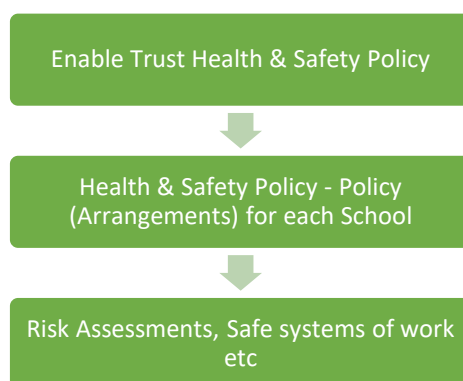 Enable Trust Health & Safety Policy
Health & Safety Policy - Policy
(Arrangements) for each School
Risk Assessments, Safe systems of work
etc